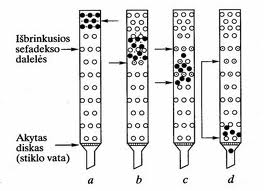 Išbrinkusios
sefadekso
dalelės
Akytas
diskas
(stiklo vata)
a b c d